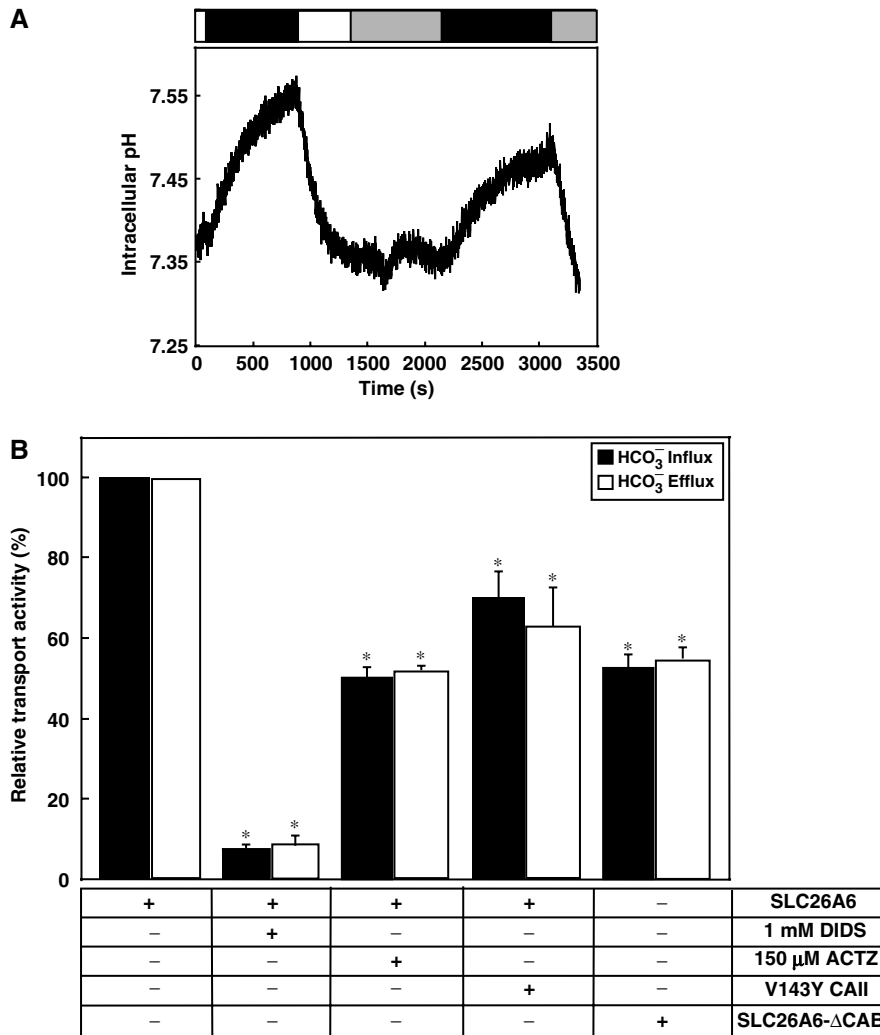 A
7.55
7.45
7.35
7.25
Intracellular pH
0 500 1000 1500 2000 2500 3000 3500
Time (s)
B
HCO₃⁻ Influx
HCO₃⁻ Efflux
100
80
60
40
20
0
Relative transport activity (%)
* * * * * * * *
+ + + + – SLC26A6
– + – – – 1 mM DIDS
– – + – – 150 μM ACTZ
– – – + – V143Y CAII
– – – – + SLC26A6-ΔCAB